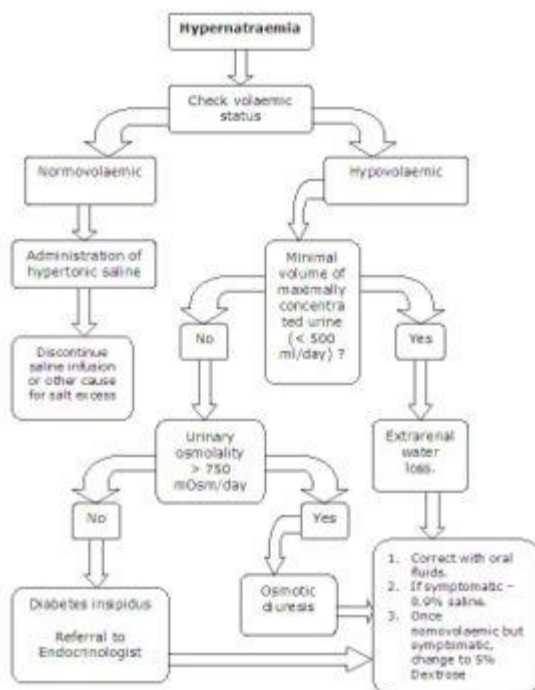 Hypernatraemia
Check volaemic
status
Normovolaemic
Hypovolaemic
Administration of
hypertonic saline
Minimal
volume of
maximally
concentra
ted urine
(< 500
ml/day) ?
No
Yes
Discontinue
saline infusion
or other cause
for salt excess
Urinary
osmolality
> 750
mOsm/day
Extrarenal
water
loss.
No
Yes
Diabetes insipidus
Referral to
Endocrinologist
Osmotic
diuresis
1. Correct with oral
fluids.
2. If symptomatic –
0.9% saline.
3. Once
nomovolaemic but
symptomatic,
change to 5%
Dextrose